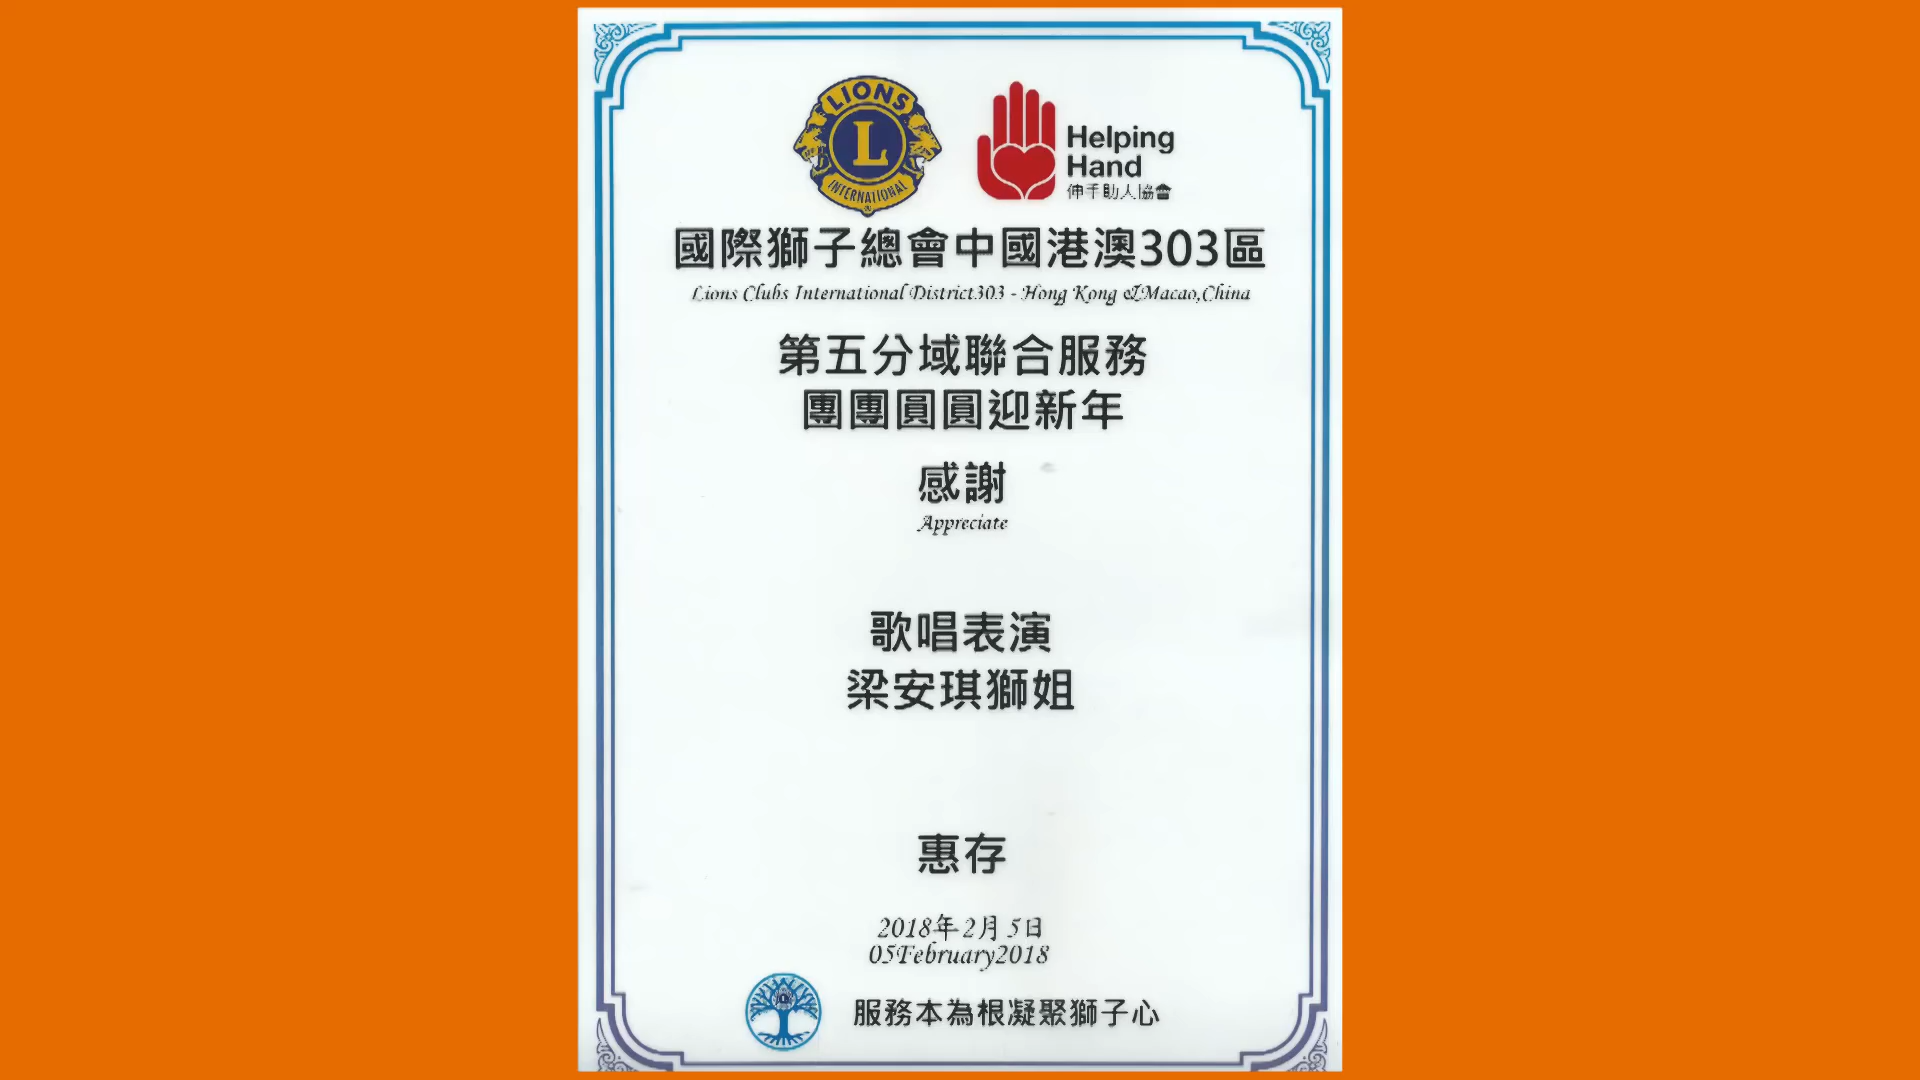 LIONS
L
INTERNATIONAL
®
Helping
Hand
伸手助人協會
國際獅子總會中國港澳303區
Lions Clubs International District303 - Hong Kong & Macao,China
第五分域聯合服務
團團圓圓迎新年
感謝
Appreciate
歌唱表演
梁安琪獅姐
惠存
2018年2月5日
05February2018
服務本為根凝聚獅子心